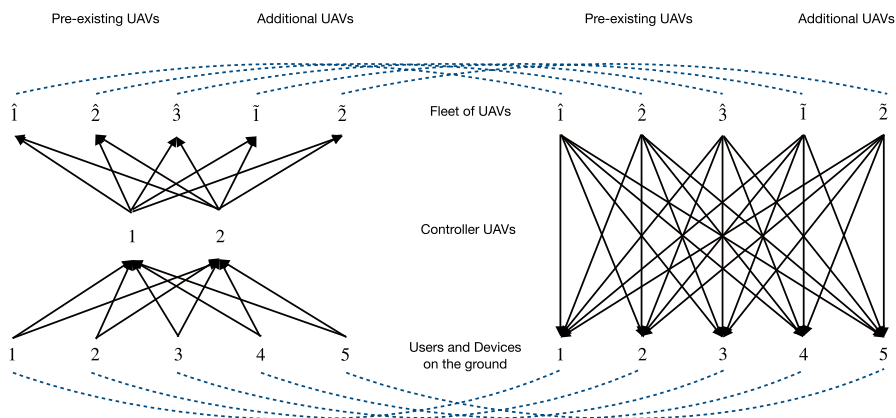 Pre-existing UAVs Additional UAVs Pre-existing UAVs Additional UAVs
1̂ 2̂ 3̂ 1̃ 2̃ Fleet of UAVs 1̂ 2̂ 3̂ 1̃ 2̃
1 2 Controller UAVs
Users and Devices
on the ground
1 2 3 4 5 1 2 3 4 5